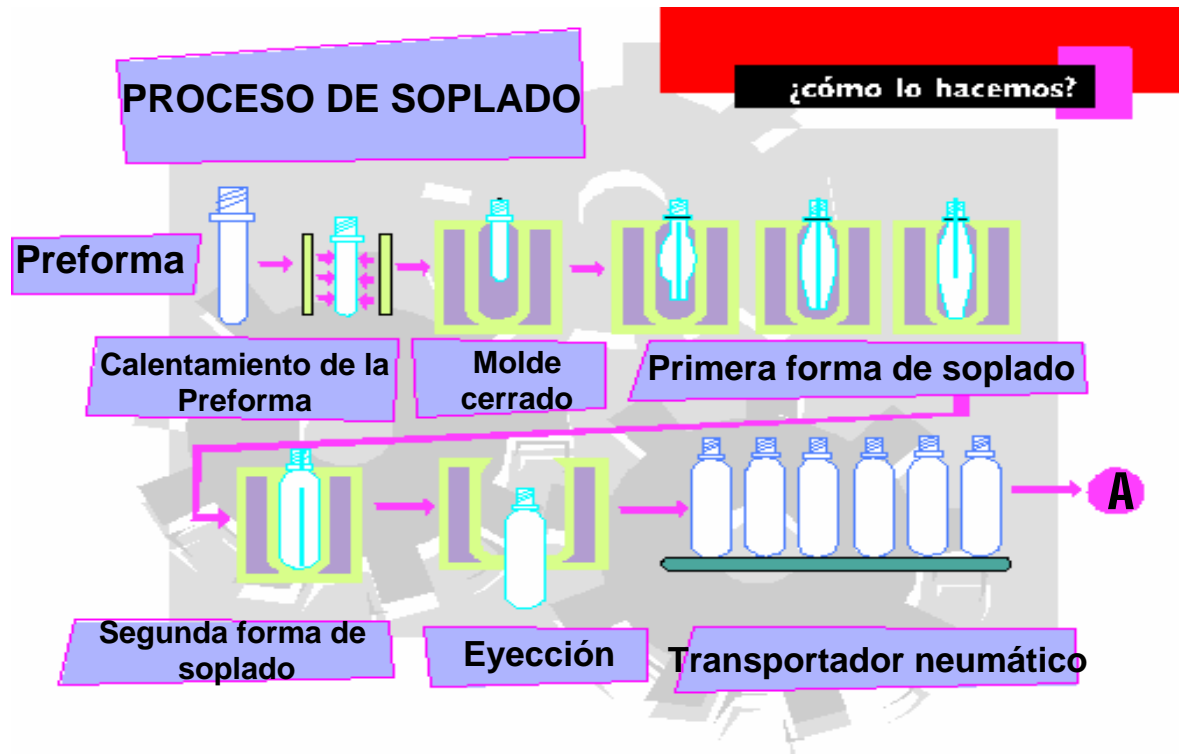 PROCESO DE SOPLADO
¿cómo lo hacemos?
Preforma
Calentamiento de la
Preforma
Molde
cerrado
Primera forma de soplado
A
Segunda forma de
soplado
Eyección
Transportador neumático